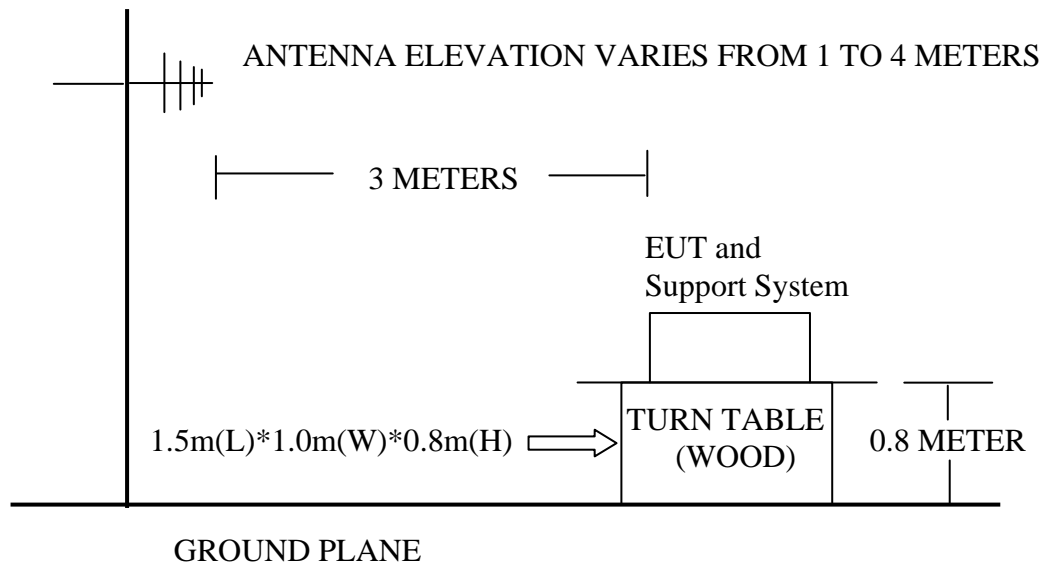 ANTENNA ELEVATION VARIES FROM 1 TO 4 METERS
3 METERS
EUT and
Support System
1.5m(L)*1.0m(W)*0.8m(H)
TURN TABLE
(WOOD)
0.8 METER
GROUND PLANE